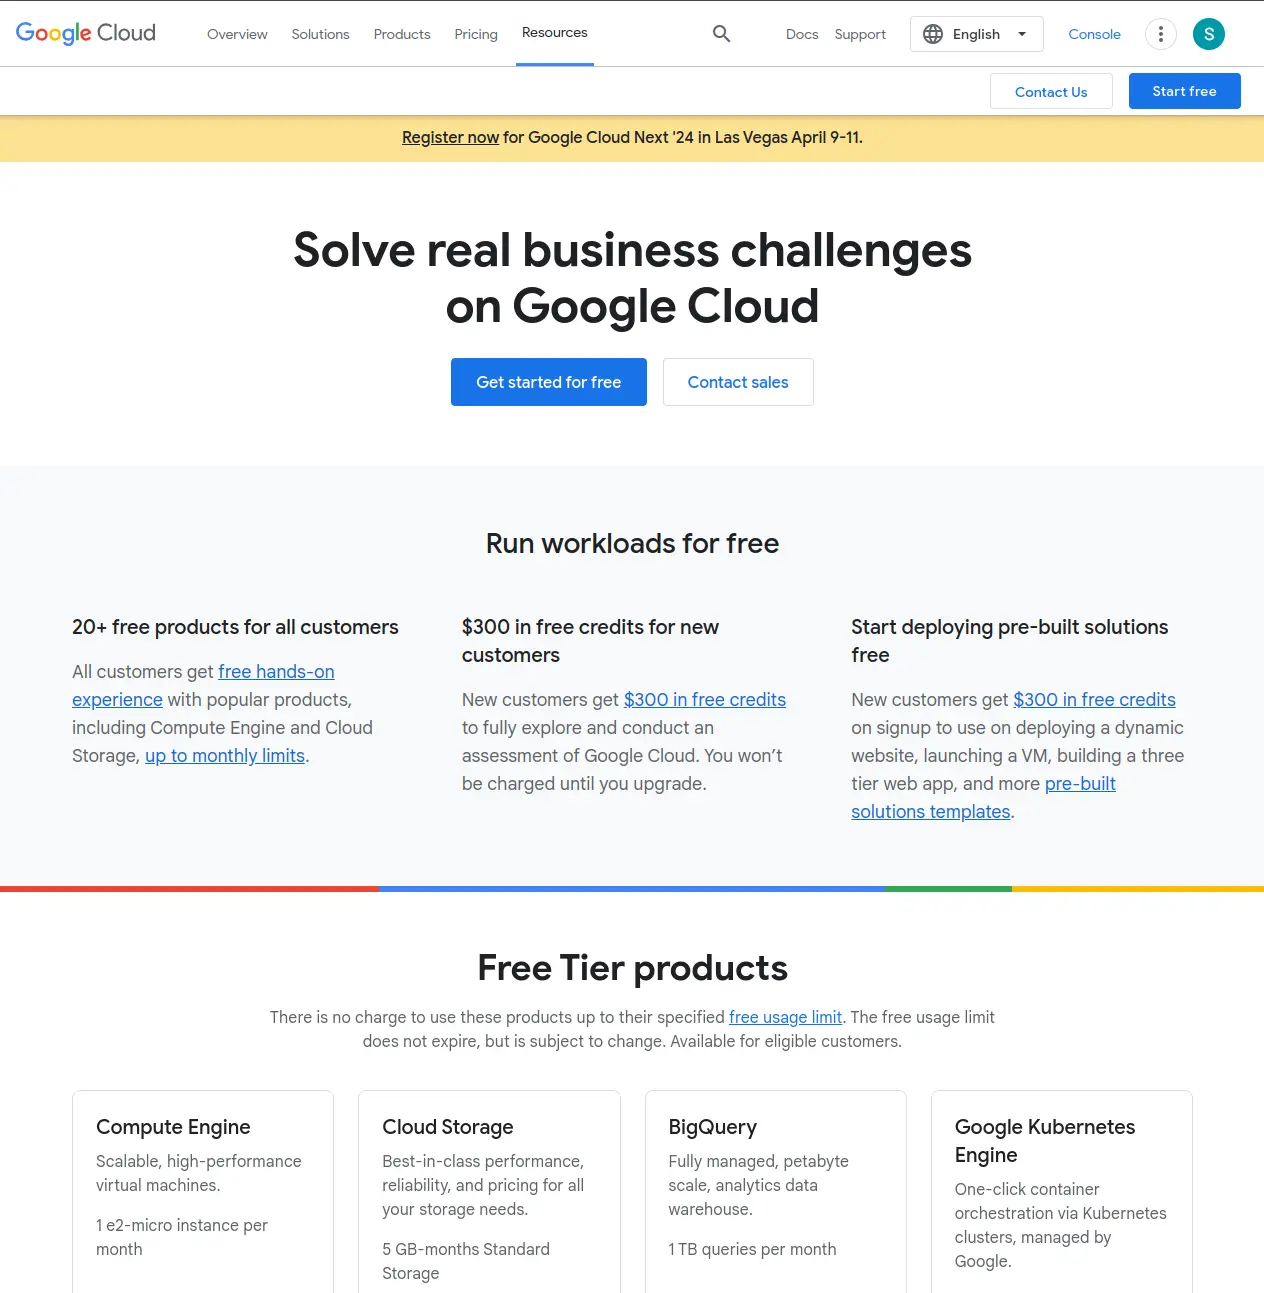 Google Cloud
Overview Solutions Products Pricing Resources Docs Support English Console S
Contact Us Start free
Register now for Google Cloud Next '24 in Las Vegas April 9-11.
Solve real business challenges
on Google Cloud
Get started for free Contact sales
Run workloads for free
20+ free products for all customers
All customers get free hands-on
experience with popular products,
including Compute Engine and Cloud
Storage, up to monthly limits.
$300 in free credits for new
customers
New customers get $300 in free credits
to fully explore and conduct an
assessment of Google Cloud. You won’t
be charged until you upgrade.
Start deploying pre-built solutions
free
New customers get $300 in free credits
on signup to use on deploying a dynamic
website, launching a VM, building a three
tier web app, and more pre-built
solutions templates.
Free Tier products
There is no charge to use these products up to their specified free usage limit. The free usage limit
does not expire, but is subject to change. Available for eligible customers.
Compute Engine
Scalable, high-performance
virtual machines.
1 e2-micro instance per
month
Cloud Storage
Best-in-class performance,
reliability, and pricing for all
your storage needs.
5 GB-months Standard
Storage
BigQuery
Fully managed, petabyte
scale, analytics data
warehouse.
1 TB queries per month
Google Kubernetes
Engine
One-click container
orchestration via Kubernetes
clusters, managed by
Google.